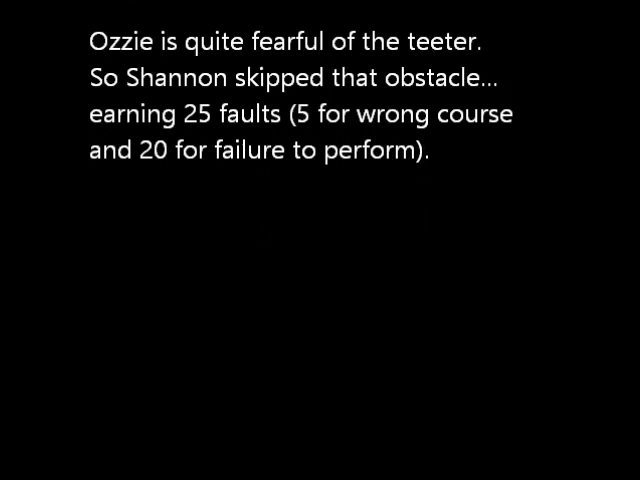 Ozzie is quite fearful of the teeter.
So Shannon skipped that obstacle...
earning 25 faults (5 for wrong course
and 20 for failure to perform).